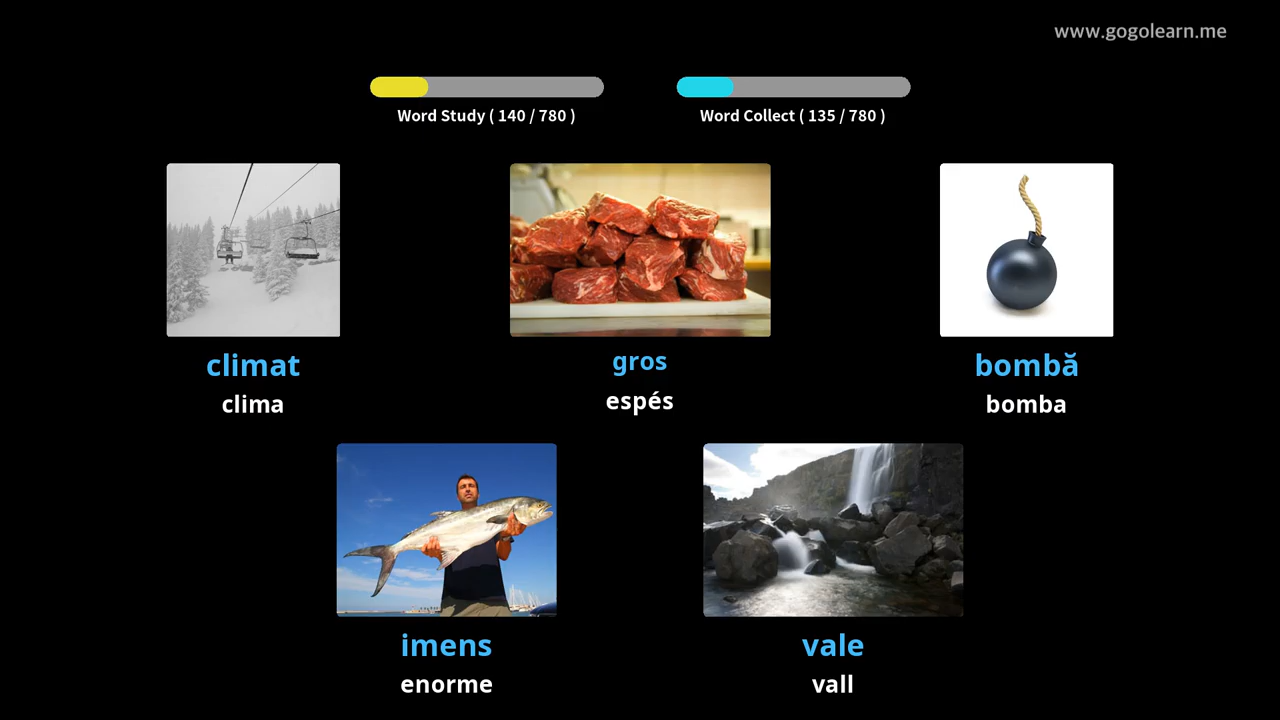 www.gogolearn.me
Word Study ( 140 / 780 )
Word Collect ( 135 / 780 )
climat
clima
gros
espés
bombă
bomba
imens
enorme
vale
vall